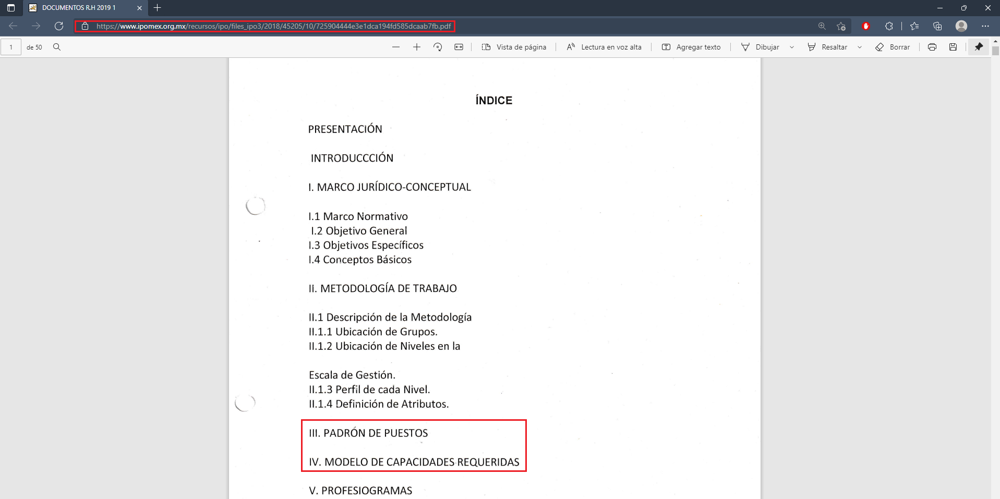 DOCUMENTOS R.H 2019 1
https://www.ipomex.org.mx/recursos/ipo/files_ipo3/2018/45205/10/725904444e3e1dca194fd585dcaab7fb.pdf
1 de 50 Vista de página Lectura en voz alta Agregar texto Dibujar Resaltar Borrar
ÍNDICE
PRESENTACIÓN
INTRODUCCCIÓN
I. MARCO JURÍDICO-CONCEPTUAL
I.1 Marco Normativo
I.2 Objetivo General
I.3 Objetivos Específicos
I.4 Conceptos Básicos
II. METODOLOGÍA DE TRABAJO
II.1 Descripción de la Metodología
II.1.1 Ubicación de Grupos.
II.1.2 Ubicación de Niveles en la
Escala de Gestión.
II.1.3 Perfil de cada Nivel.
II.1.4 Definición de Atributos.
III. PADRÓN DE PUESTOS
IV. MODELO DE CAPACIDADES REQUERIDAS
V. PROFESIOGRAMAS